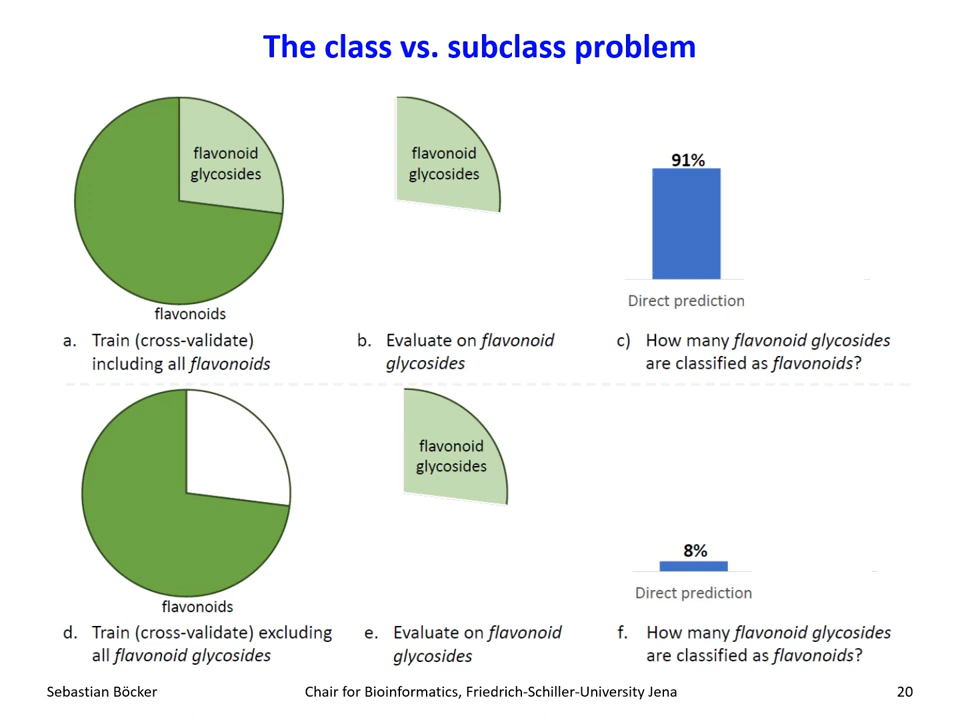 The class vs. subclass problem
flavonoid
glycosides
flavonoids
a. Train (cross-validate)
including all flavonoids
flavonoid
glycosides
b. Evaluate on flavonoid
glycosides
91%
Direct prediction
c) How many flavonoid glycosides
are classified as flavonoids?
flavonoids
d. Train (cross-validate) excluding
all flavonoid glycosides
flavonoid
glycosides
e. Evaluate on flavonoid
glycosides
8%
Direct prediction
f. How many flavonoid glycosides
are classified as flavonoids?
Sebastian Böcker
Chair for Bioinformatics, Friedrich-Schiller-University Jena
20